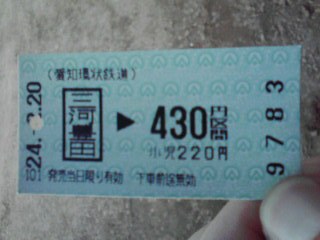 (愛知環状鉄道)
三河豊田 ▶ 430円区間
小児220円
発売当日限り有効 下車前途無効
24.-.20
9783